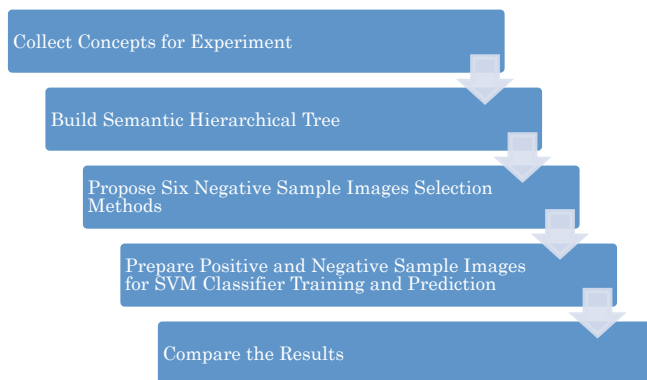 Collect Concepts for Experiment
Build Semantic Hierarchical Tree
Propose Six Negative Sample Images Selection
Methods
Prepare Positive and Negative Sample Images
for SVM Classifier Training and Prediction
Compare the Results